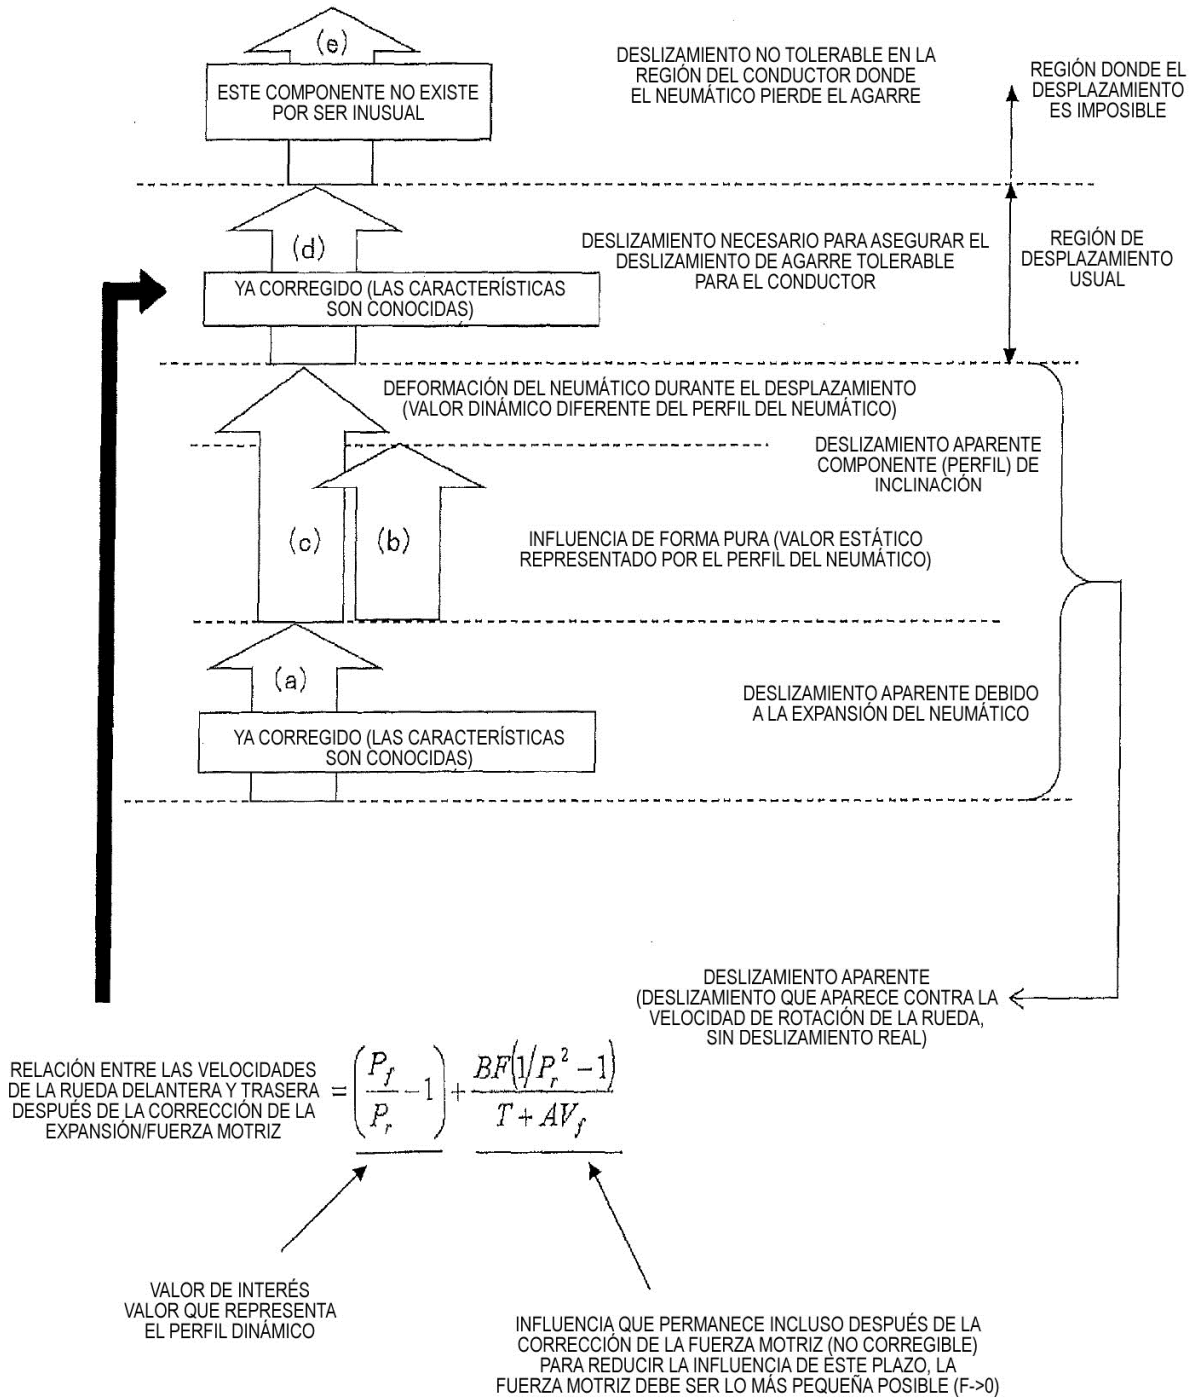 (e)
ESTE COMPONENTE NO EXISTE
POR SER INUSUAL
DESLIZAMIENTO NO TOLERABLE EN LA
REGIÓN DEL CONDUCTOR DONDE
EL NEUMÁTICO PIERDE EL AGARRE
REGIÓN DONDE EL
DESPLAZAMIENTO
ES IMPOSIBLE
(d)
YA CORREGIDO (LAS CARACTERÍSTICAS
SON CONOCIDAS)
DESLIZAMIENTO NECESARIO PARA ASEGURAR EL
DESLIZAMIENTO DE AGARRE TOLERABLE
PARA EL CONDUCTOR
REGIÓN DE
DESPLAZAMIENTO
USUAL
DEFORMACIÓN DEL NEUMÁTICO DURANTE EL DESPLAZAMIENTO
(VALOR DINÁMICO DIFERENTE DEL PERFIL DEL NEUMÁTICO)
DESLIZAMIENTO APARENTE
COMPONENTE (PERFIL) DE
INCLINACIÓN
(c)
(b)
INFLUENCIA DE FORMA PURA (VALOR ESTÁTICO
REPRESENTADO POR EL PERFIL DEL NEUMÁTICO)
(a)
YA CORREGIDO (LAS CARACTERÍSTICAS
SON CONOCIDAS)
DESLIZAMIENTO APARENTE DEBIDO
A LA EXPANSIÓN DEL NEUMÁTICO
DESLIZAMIENTO APARENTE
(DESLIZAMIENTO QUE APARECE CONTRA LA
VELOCIDAD DE ROTACIÓN DE LA RUEDA,
SIN DESLIZAMIENTO REAL)
RELACIÓN ENTRE LAS VELOCIDADES
DE LA RUEDA DELANTERA Y TRASERA
DESPUÉS DE LA CORRECCIÓN DE LA
EXPANSIÓN/FUERZA MOTRIZ
= (P_f/P_r − 1) + BF(1/P_r² − 1)/(T + AV_f)
VALOR DE INTERÉS
VALOR QUE REPRESENTA
EL PERFIL DINÁMICO
INFLUENCIA QUE PERMANECE INCLUSO DESPUÉS DE LA
CORRECCIÓN DE LA FUERZA MOTRIZ (NO CORREGIBLE)
PARA REDUCIR LA INFLUENCIA DE ESTE PLAZO, LA
FUERZA MOTRIZ DEBE SER LO MÁS PEQUEÑA POSIBLE (F->0)